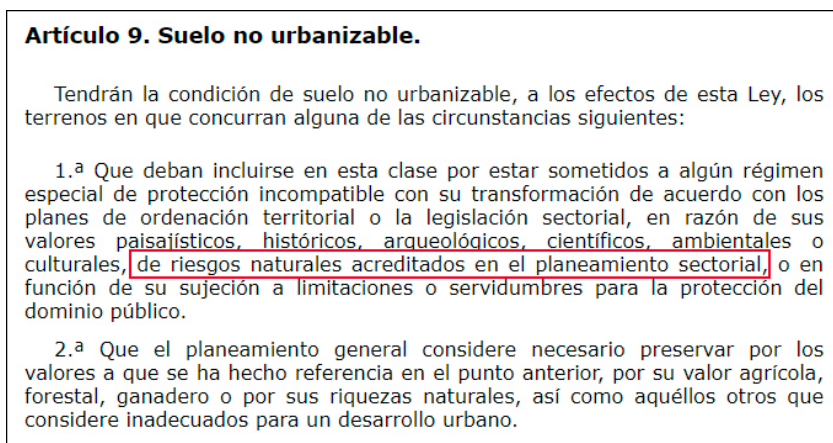 Artículo 9. Suelo no urbanizable.
Tendrán la condición de suelo no urbanizable, a los efectos de esta Ley, los
terrenos en que concurran alguna de las circunstancias siguientes:
1.ª Que deban incluirse en esta clase por estar sometidos a algún régimen
especial de protección incompatible con su transformación de acuerdo con los
planes de ordenación territorial o la legislación sectorial, en razón de sus
valores paisajísticos, históricos, arqueológicos, científicos, ambientales o
culturales, de riesgos naturales acreditados en el planeamiento sectorial, o en
función de su sujeción a limitaciones o servidumbres para la protección del
dominio público.
2.ª Que el planeamiento general considere necesario preservar por los
valores a que se ha hecho referencia en el punto anterior, por su valor agrícola,
forestal, ganadero o por sus riquezas naturales, así como aquéllos otros que
considere inadecuados para un desarrollo urbano.